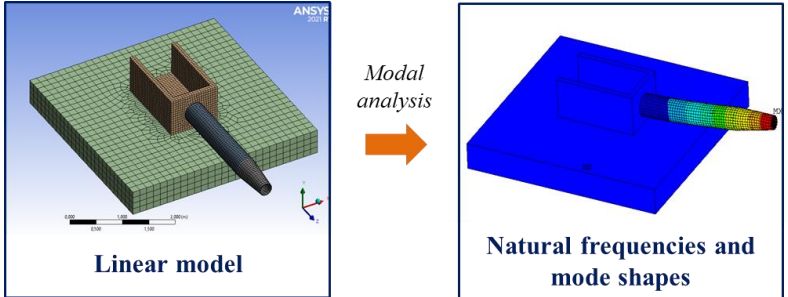 ANSYS
2021 R
Modal
analysis
MX
0,000
1,000
2,000 (m)
0,500
1,500
Y
Z
Linear model
Natural frequencies and
mode shapes